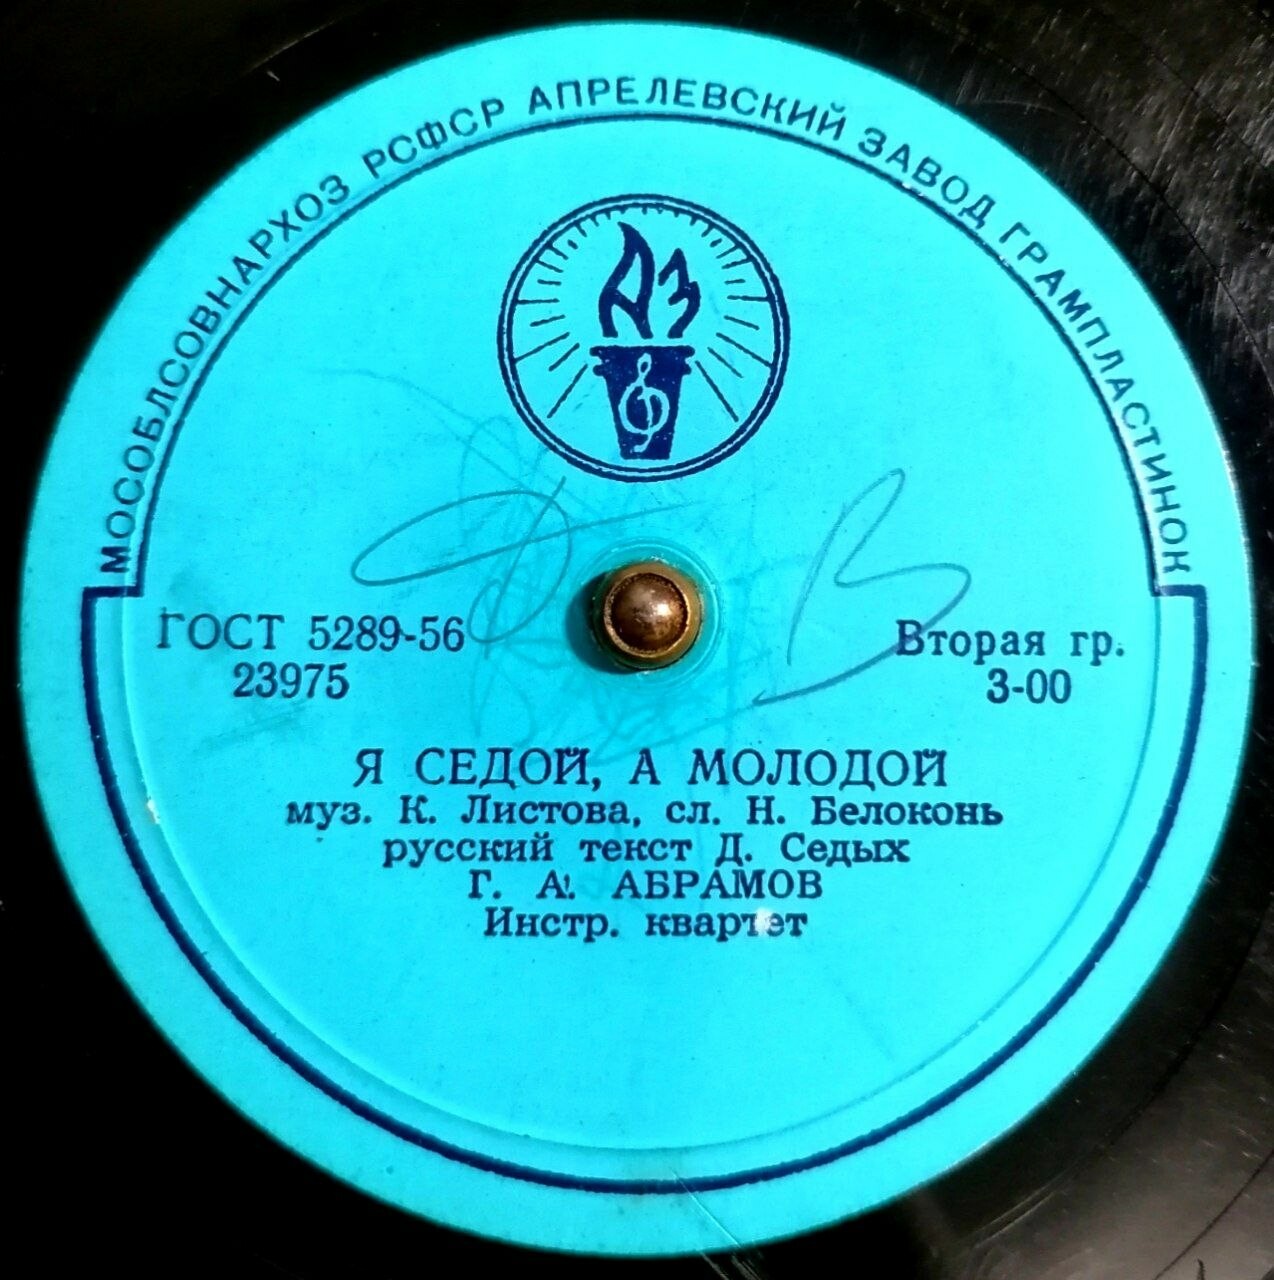 МОСОБЛСОВНАРХОЗ РСФСР АПРЕЛЕВСКИЙ ЗАВОД ГРАМПЛАСТИНОК
АЗ
ГОСТ 5289-56
23975
Вторая гр.
3-00
Я СЕДОЙ, А МОЛОДОЙ
муз. К. Листова, сл. Н. Белоконь
русский текст Д. Седых
Г. А. АБРАМОВ
Инстр. квартет